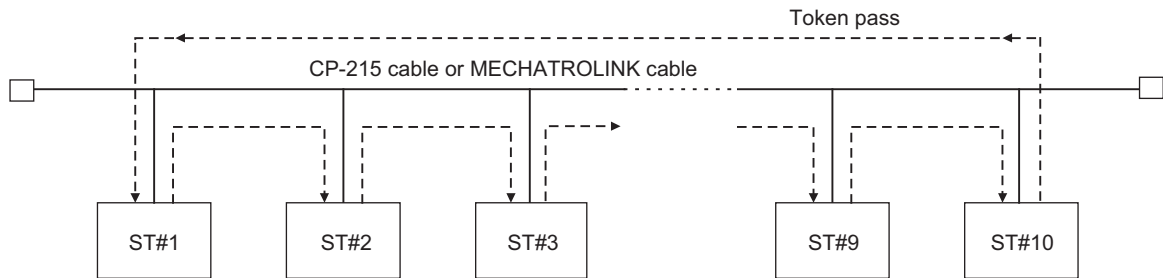 Token pass
CP-215 cable or MECHATROLINK cable
ST#1
ST#2
ST#3
ST#9
ST#10